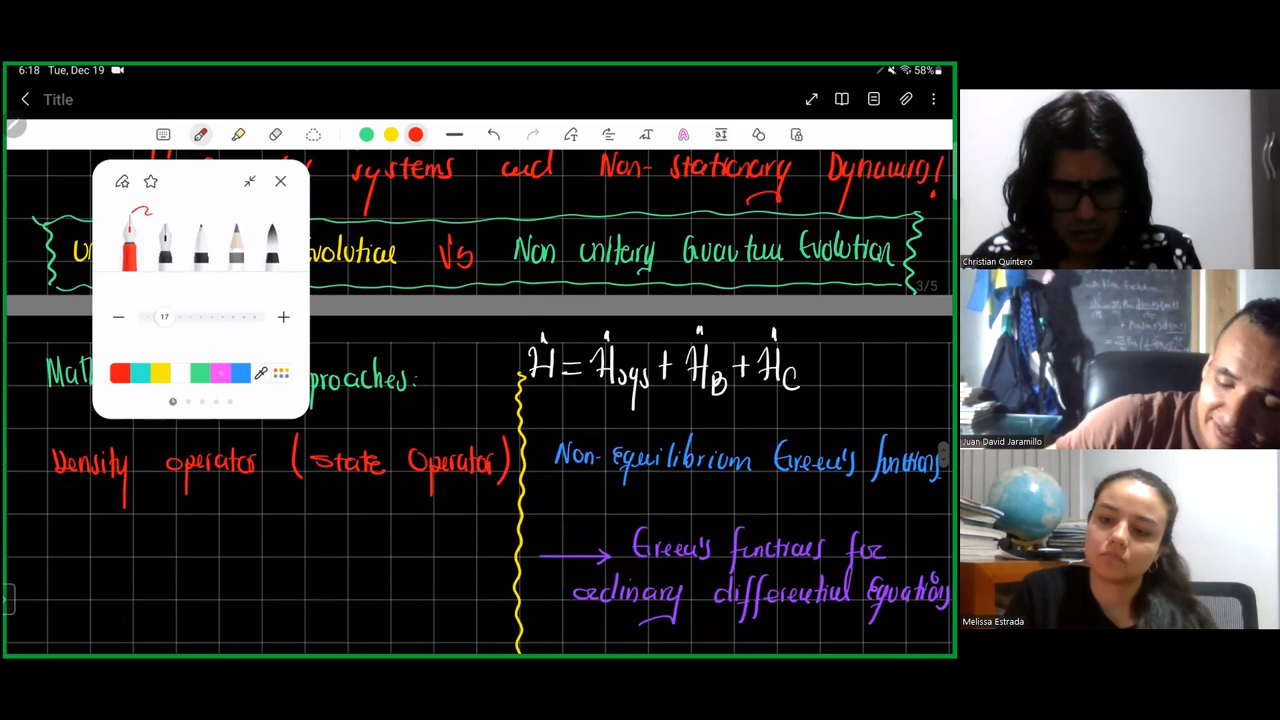 6:18 Tue, Dec 19 58%
Title
systems and Non-stationary Dynamics!
Evolution Vs Non unitary Quantum Evolution
3/5
17
Ĥ = Ĥsys + ĤB + ĤC
roaches:
Density operator (state Operator)
Non-Equilibrium Green's functions
→ Green's functions for
ordinary differential Equations
Christian Quintero
Juan David Jaramillo
Melissa Estrada